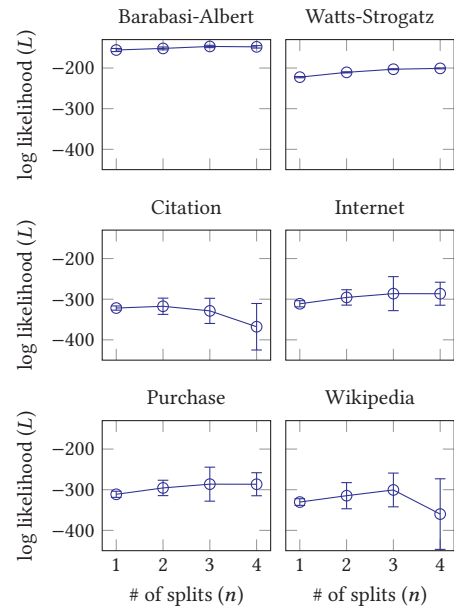 Barabasi-Albert
Watts-Strogatz
log likelihood (L)
−200
−300
−400
Citation
Internet
log likelihood (L)
−200
−300
−400
Purchase
Wikipedia
log likelihood (L)
−200
−300
−400
1 2 3 4
1 2 3 4
# of splits (n)
# of splits (n)